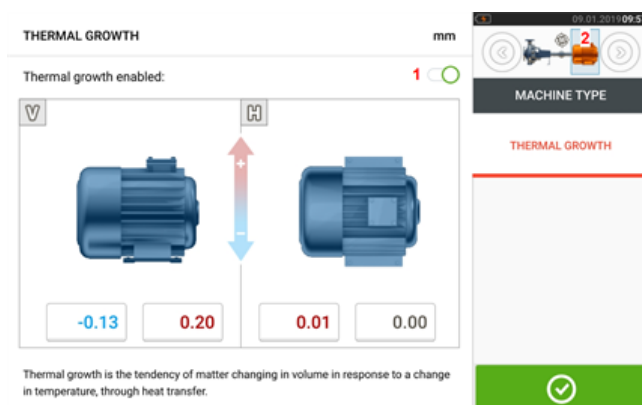 THERMAL GROWTH mm
Thermal growth enabled: 1
V H
+
-
-0.13 0.20 0.01 0.00
Thermal growth is the tendency of matter changing in volume in response to a change
in temperature, through heat transfer.
09.01.2019 09:5
2
MACHINE TYPE
THERMAL GROWTH